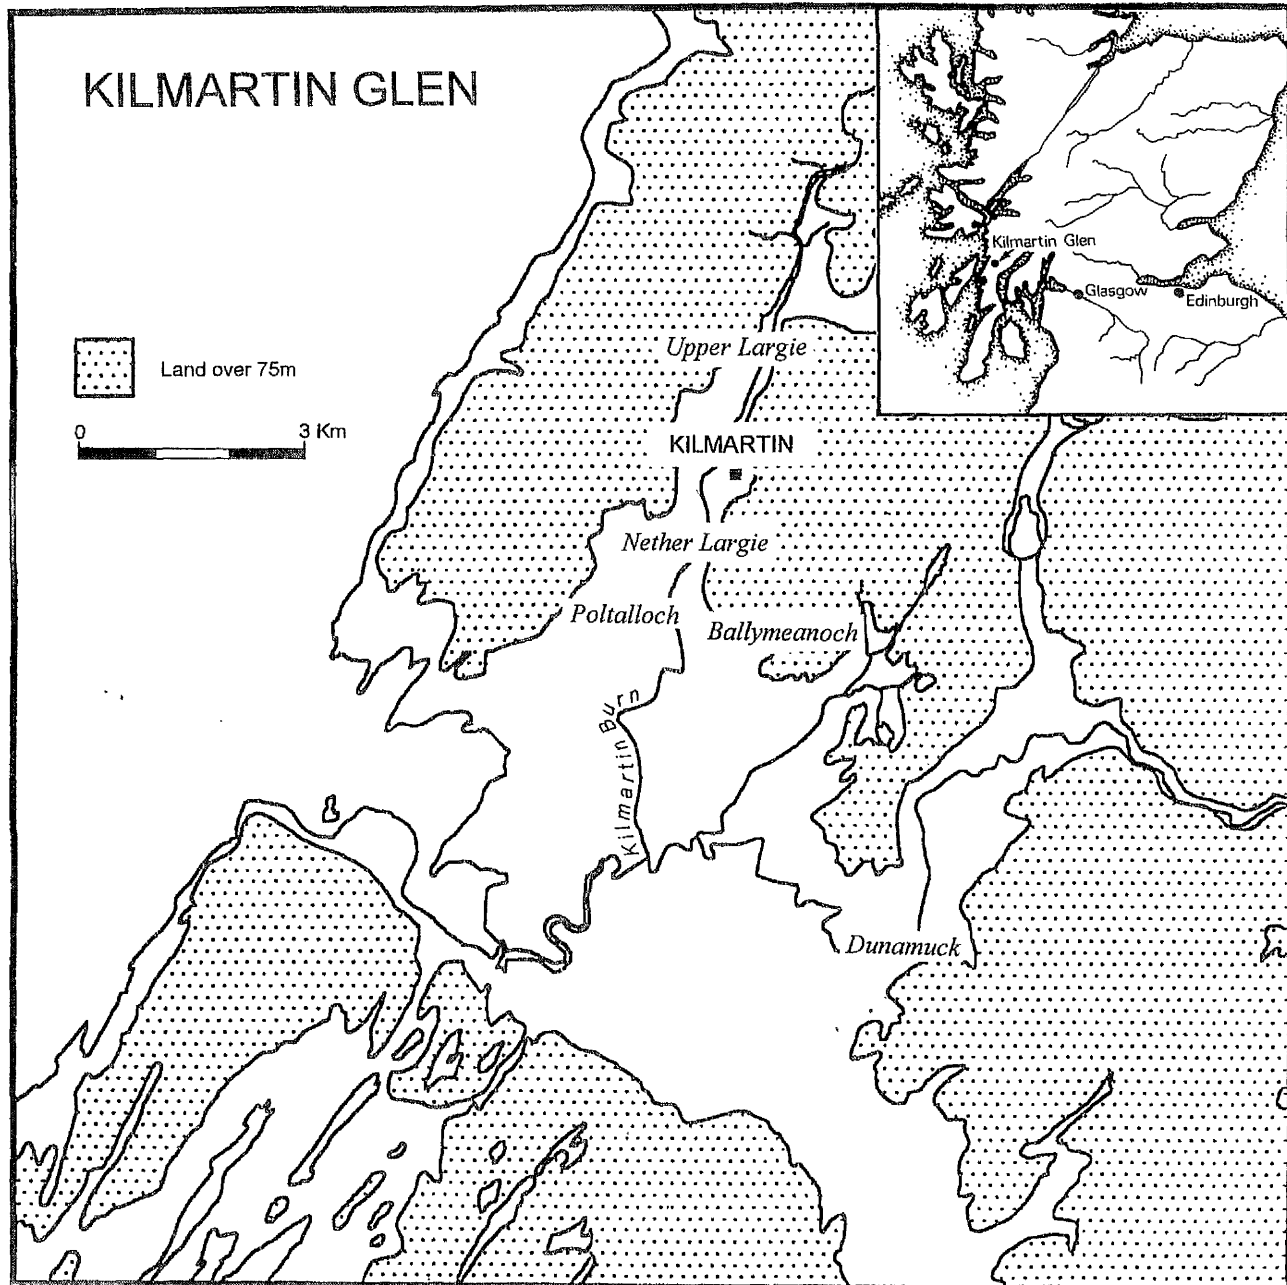 KILMARTIN GLEN
Kilmartin Glen
Glasgow
Edinburgh
Upper Largie
Land over 75m
0
3 Km
KILMARTIN
Nether Largie
Poltalloch
Ballymeanoch
Kilmartin Burn
Dunamuck